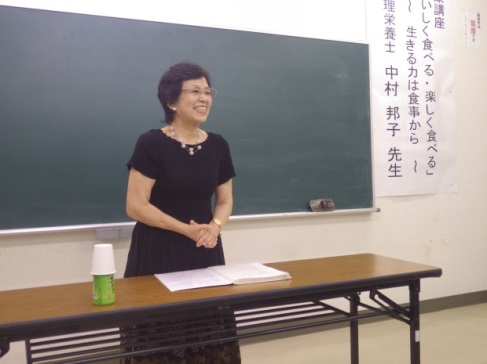 康講座
いしく食べる・楽しく食べる」
～ 生きる力は食事から ～
理栄養士 中村 邦子 先生